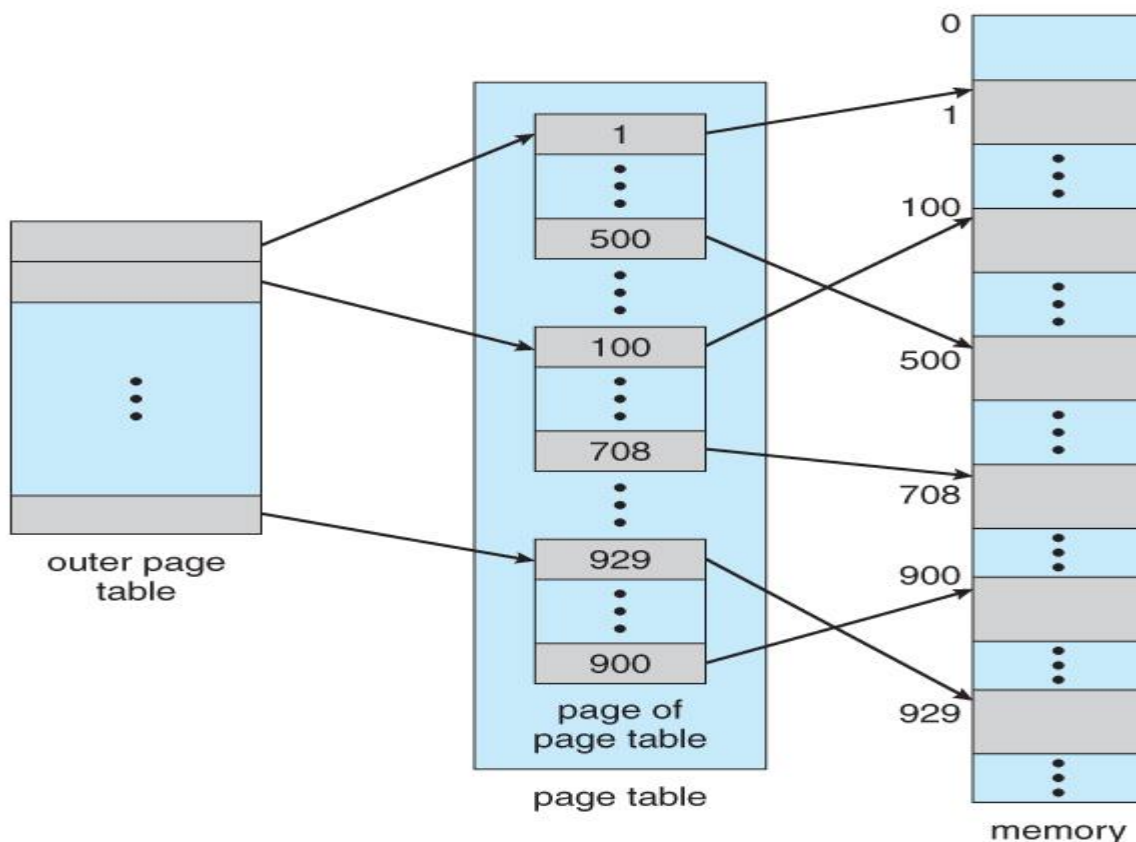 outer page
table
1
500
100
708
929
900
page of
page table
page table
0
1
100
500
708
900
929
memory